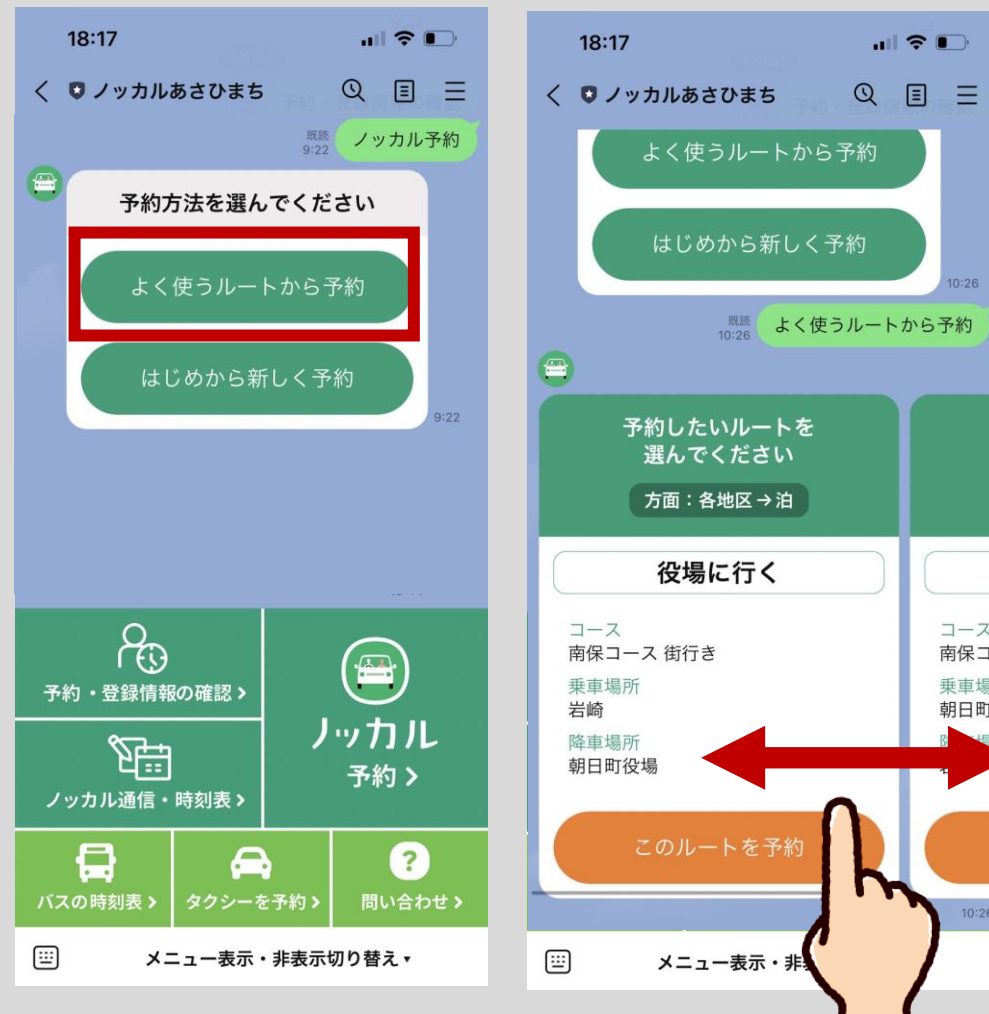 18:17
ノッカルあさひまち
既読
9:22
ノッカル予約
予約方法を選んでください
よく使うルートから予約
はじめから新しく予約
9:22
予約・登録情報の確認
ノッカル通信・時刻表
ノッカル
予約
バスの時刻表
タクシーを予約
?
問い合わせ
メニュー表示・非表示切り替え
18:17
ノッカルあさひまち
よく使うルートから予約
はじめから新しく予約
10:26
既読
10:26
よく使うルートから予約
予約したいルートを
選んでください
方面:各地区→泊
役場に行く
コース
南保コース 街行き
乗車場所
岩崎
降車場所
朝日町役場
このルートを予約
コース
南保コ
乗車場
朝日町
10:26
メニュー表示・非